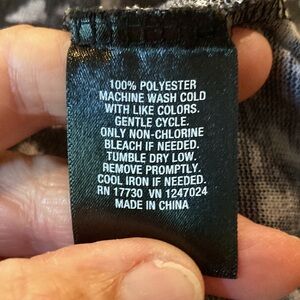 100% POLYESTER
MACHINE WASH COLD
WITH LIKE COLORS.
GENTLE CYCLE.
ONLY NON-CHLORINE
BLEACH IF NEEDED.
TUMBLE DRY LOW.
REMOVE PROMPTLY.
COOL IRON IF NEEDED.
RN 17730 VN 1247024
MADE IN CHINA